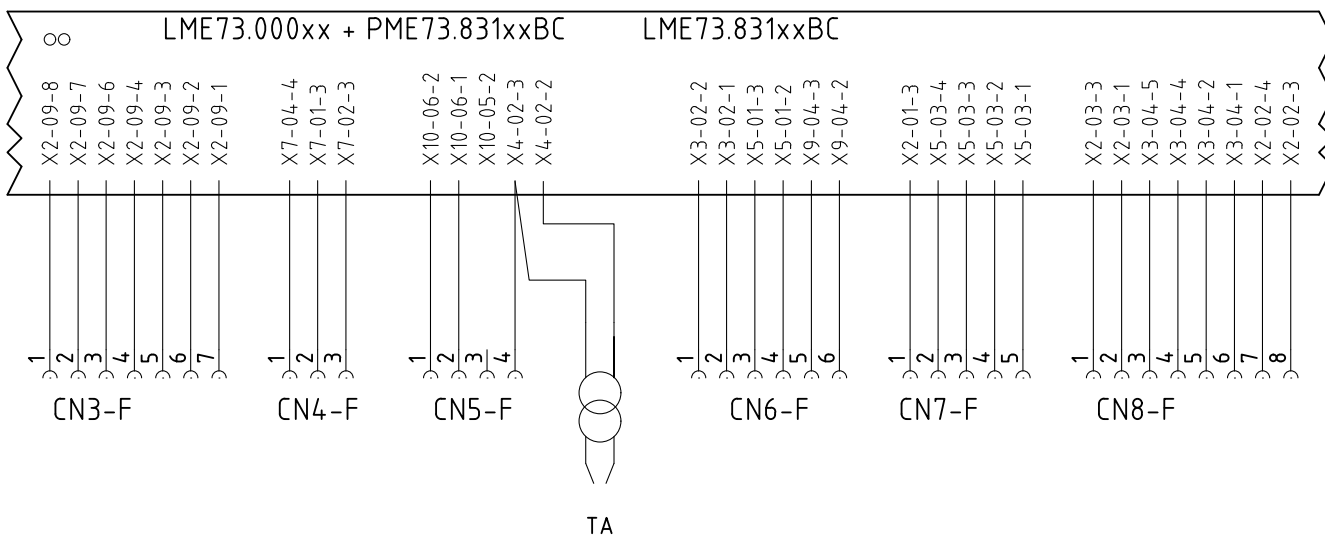 LME73.000xx + PME73.831xxBC LME73.831xxBC
X2-09-8
X2-09-7
X2-09-6
X2-09-4
X2-09-3
X2-09-2
X2-09-1
X7-04-4
X7-01-3
X7-02-3
X10-06-2
X10-06-1
X10-05-2
X4-02-3
X4-02-2
X3-02-2
X3-02-1
X5-01-3
X5-01-2
X9-04-3
X9-04-2
X2-01-3
X5-03-4
X5-03-3
X5-03-2
X5-03-1
X2-03-3
X2-03-1
X3-04-5
X3-04-4
X3-04-2
X3-04-1
X2-02-4
X2-02-3
1 2 3 4 5 6 7
1 2 3
1 2 3 4
1 2 3 4 5 6
1 2 3 4 5
1 2 3 4 5 6 7 8
CN3-F CN4-F CN5-F CN6-F CN7-F CN8-F
TA